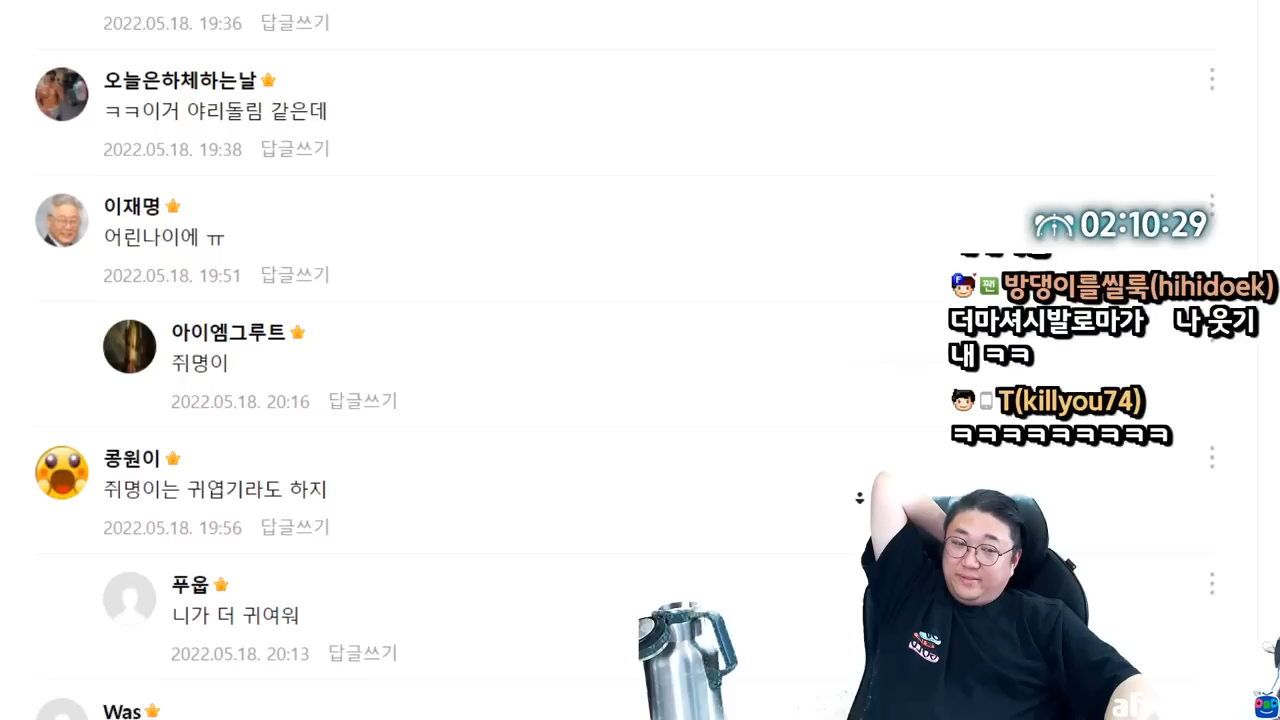 2022.05.18. 19:36 답글쓰기
오늘은하체하는날
ㅋㅋ이거 야리돌림 같은데
2022.05.18. 19:38 답글쓰기
이재명
어린나이에 ㅠ
2022.05.18. 19:51 답글쓰기
아이엠그루트
쥐명이
2022.05.18. 20:16 답글쓰기
콩원이
쥐명이는 귀엽기라도 하지
2022.05.18. 19:56 답글쓰기
푸웁
니가 더 귀여워
2022.05.18. 20:13 답글쓰기
Was
02:10:29
F 팬 방댕이를씰룩(hihidoek)
더마셔시발로마가 나 웃기
내 ㅋㅋ
T(killyou74)
ㅋㅋㅋㅋㅋㅋㅋㅋㅋ